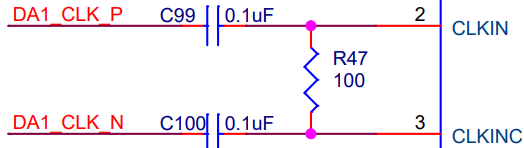 DA1_CLK_P C99 0.1uF 2 CLKIN
R47
100
DA1_CLK_N C100 0.1uF 3 CLKINC